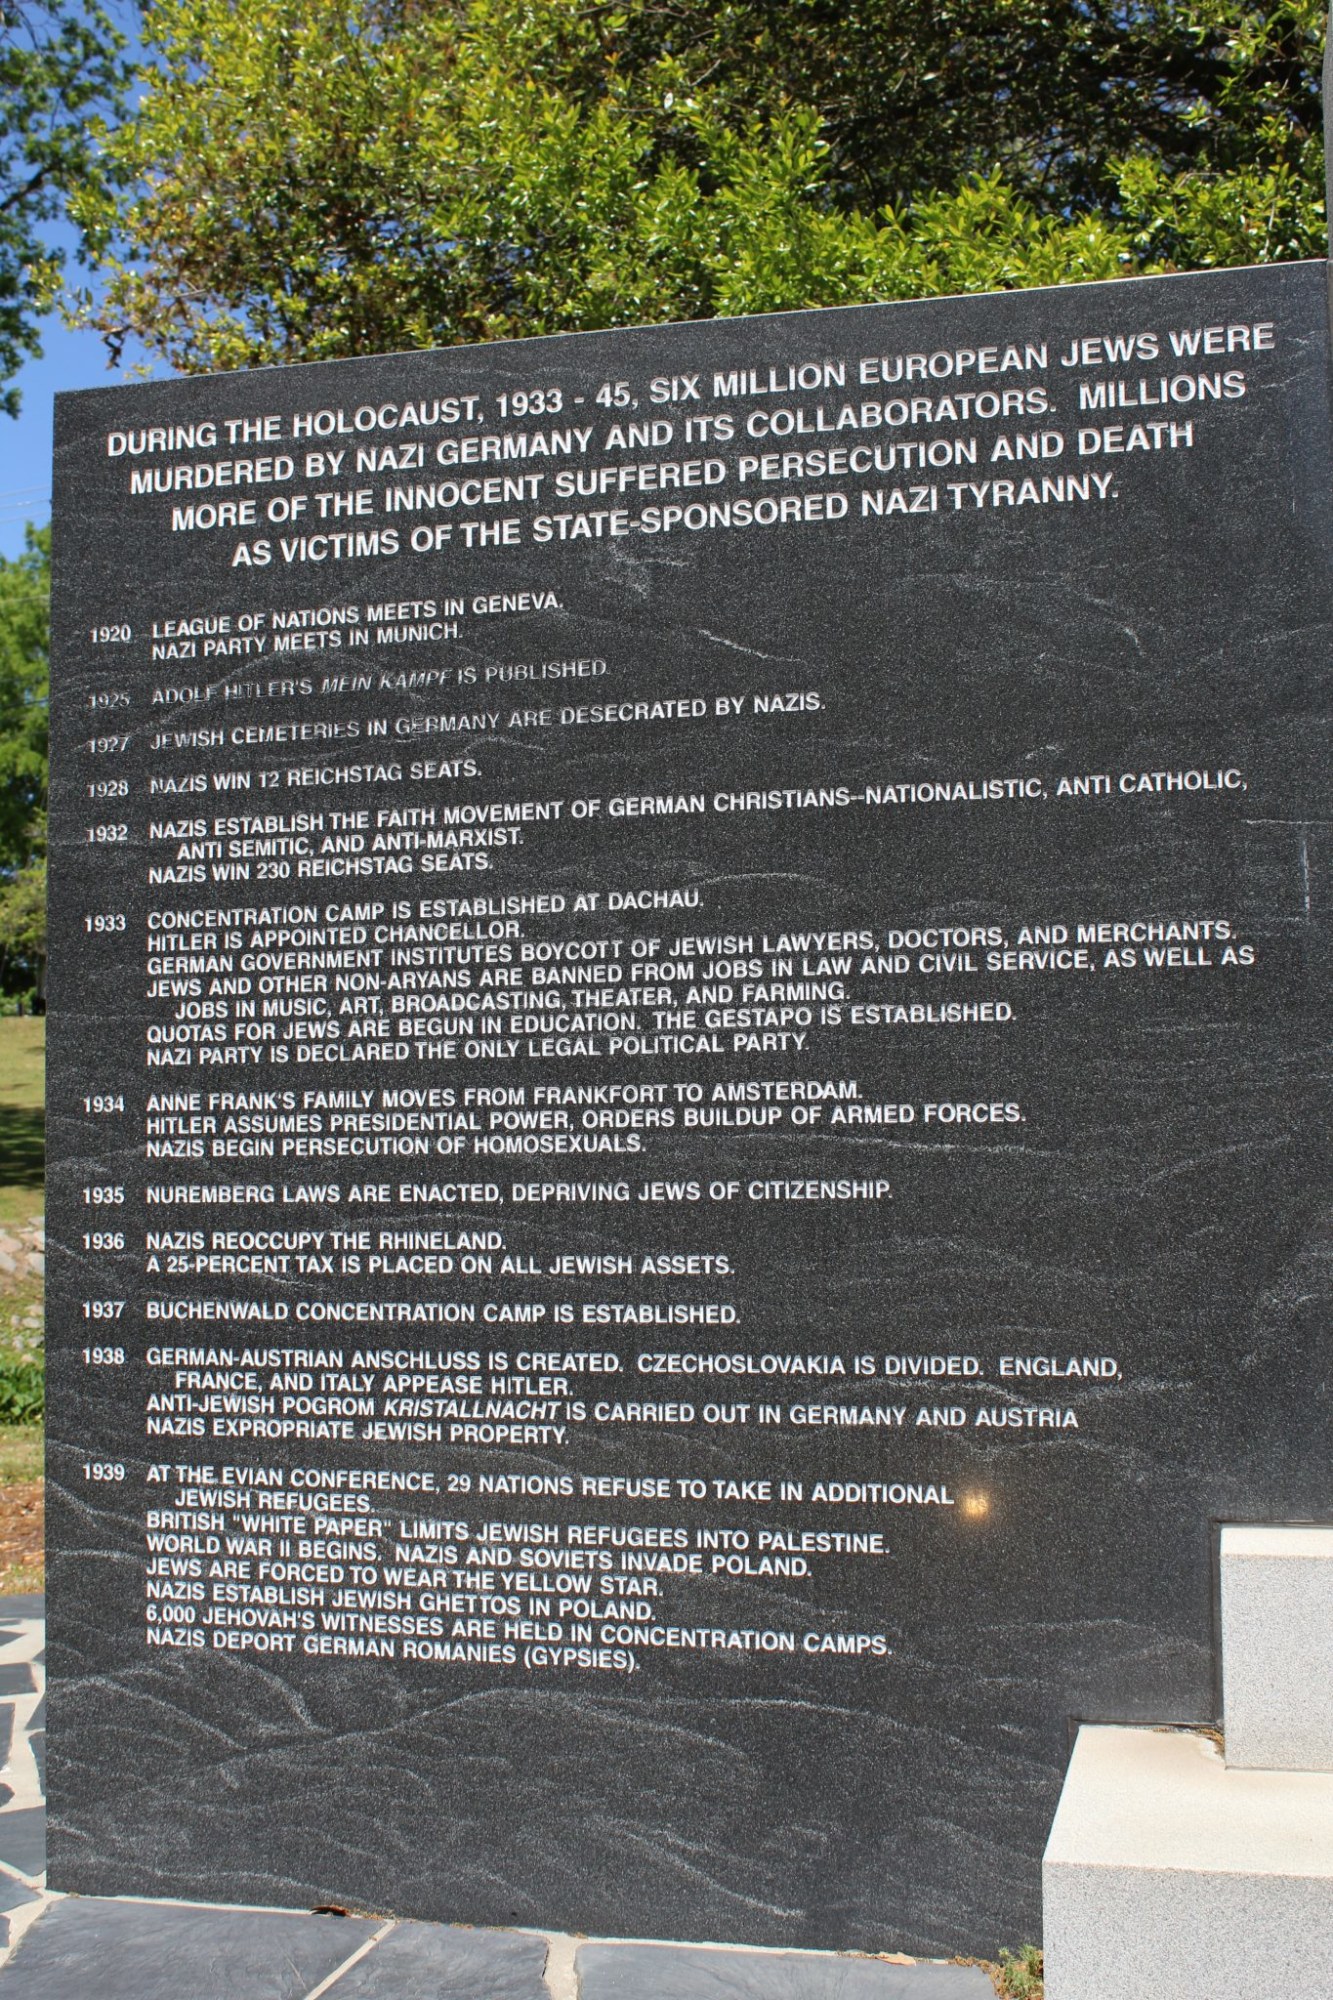 DURING THE HOLOCAUST, 1933 - 45, SIX MILLION EUROPEAN JEWS WERE
MURDERED BY NAZI GERMANY AND ITS COLLABORATORS. MILLIONS
MORE OF THE INNOCENT SUFFERED PERSECUTION AND DEATH
AS VICTIMS OF THE STATE-SPONSORED NAZI TYRANNY.
1920 LEAGUE OF NATIONS MEETS IN GENEVA.
NAZI PARTY MEETS IN MUNICH.
1925 ADOLF HITLER'S MEIN KAMPF IS PUBLISHED.
1927 JEWISH CEMETERIES IN GERMANY ARE DESECRATED BY NAZIS.
1928 NAZIS WIN 12 REICHSTAG SEATS.
1932 NAZIS ESTABLISH THE FAITH MOVEMENT OF GERMAN CHRISTIANS--NATIONALISTIC, ANTI CATHOLIC,
ANTI SEMITIC, AND ANTI-MARXIST.
NAZIS WIN 230 REICHSTAG SEATS.
1933 CONCENTRATION CAMP IS ESTABLISHED AT DACHAU.
HITLER IS APPOINTED CHANCELLOR.
GERMAN GOVERNMENT INSTITUTES BOYCOTT OF JEWISH LAWYERS, DOCTORS, AND MERCHANTS.
JEWS AND OTHER NON-ARYANS ARE BANNED FROM JOBS IN LAW AND CIVIL SERVICE, AS WELL AS
JOBS IN MUSIC, ART, BROADCASTING, THEATER, AND FARMING.
QUOTAS FOR JEWS ARE BEGUN IN EDUCATION. THE GESTAPO IS ESTABLISHED.
NAZI PARTY IS DECLARED THE ONLY LEGAL POLITICAL PARTY.
1934 ANNE FRANK'S FAMILY MOVES FROM FRANKFORT TO AMSTERDAM.
HITLER ASSUMES PRESIDENTIAL POWER, ORDERS BUILDUP OF ARMED FORCES.
NAZIS BEGIN PERSECUTION OF HOMOSEXUALS.
1935 NUREMBERG LAWS ARE ENACTED, DEPRIVING JEWS OF CITIZENSHIP.
1936 NAZIS REOCCUPY THE RHINELAND.
A 25-PERCENT TAX IS PLACED ON ALL JEWISH ASSETS.
1937 BUCHENWALD CONCENTRATION CAMP IS ESTABLISHED.
1938 GERMAN-AUSTRIAN ANSCHLUSS IS CREATED. CZECHOSLOVAKIA IS DIVIDED. ENGLAND,
FRANCE, AND ITALY APPEASE HITLER.
ANTI-JEWISH POGROM KRISTALLNACHT IS CARRIED OUT IN GERMANY AND AUSTRIA
NAZIS EXPROPRIATE JEWISH PROPERTY.
1939 AT THE EVIAN CONFERENCE, 29 NATIONS REFUSE TO TAKE IN ADDITIONAL
JEWISH REFUGEES.
BRITISH "WHITE PAPER" LIMITS JEWISH REFUGEES INTO PALESTINE.
WORLD WAR II BEGINS. NAZIS AND SOVIETS INVADE POLAND.
JEWS ARE FORCED TO WEAR THE YELLOW STAR.
NAZIS ESTABLISH JEWISH GHETTOS IN POLAND.
6,000 JEHOVAH'S WITNESSES ARE HELD IN CONCENTRATION CAMPS.
NAZIS DEPORT GERMAN ROMANIES (GYPSIES).